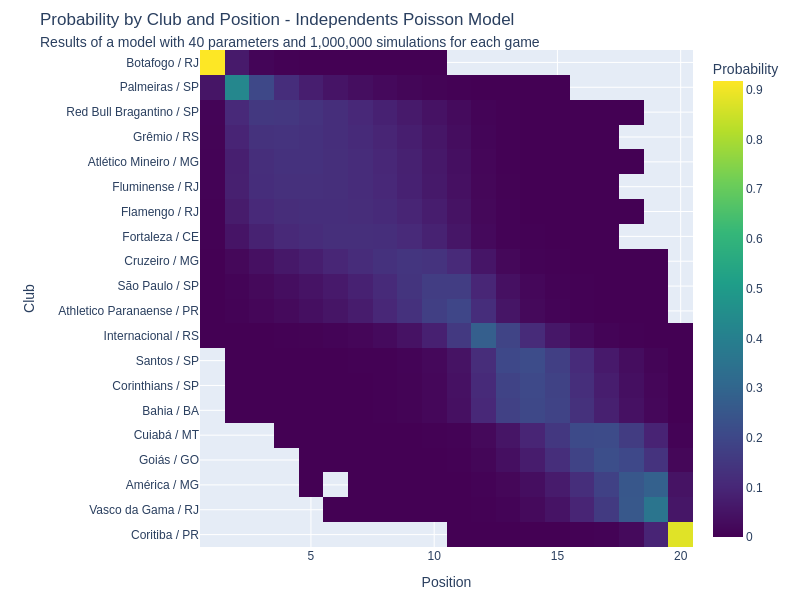 Probability by Club and Position - Independents Poisson Model
Results of a model with 40 parameters and 1,000,000 simulations for each game
Probability
Botafogo / RJ
Palmeiras / SP
Red Bull Bragantino / SP
Grêmio / RS
Atlético Mineiro / MG
Fluminense / RJ
Flamengo / RJ
Fortaleza / CE
Cruzeiro / MG
São Paulo / SP
Athletico Paranaense / PR
Internacional / RS
Santos / SP
Corinthians / SP
Bahia / BA
Cuiabá / MT
Goiás / GO
América / MG
Vasco da Gama / RJ
Coritiba / PR
Club
5
10
15
20
Position
0.9
0.8
0.7
0.6
0.5
0.4
0.3
0.2
0.1
0